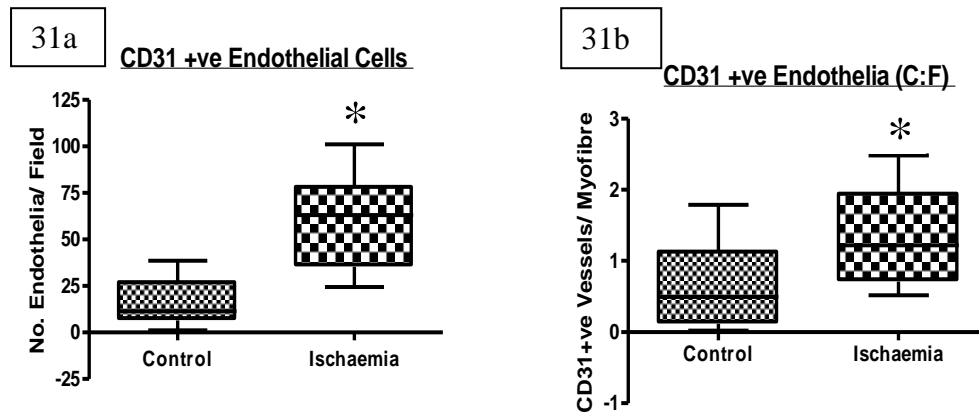 31a
CD31 +ve Endothelial Cells
No. Endothelia/ Field
125
100
75
50
25
0
-25
*
Control
Ischaemia
31b
CD31 +ve Endothelia (C:F)
CD31+ve Vessels/ Myofibre
3
2
1
0
-1
*
Control
Ischaemia